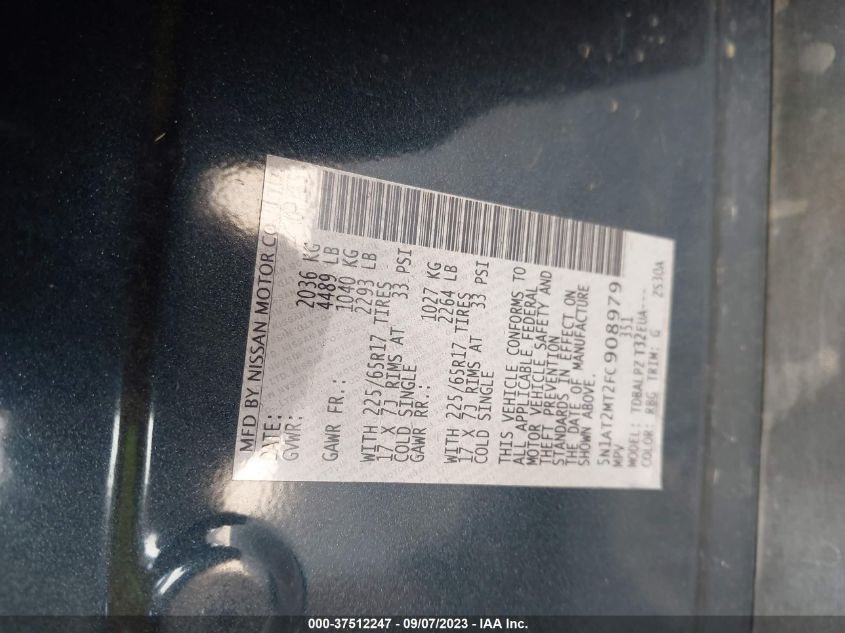 MFD BY NISSAN MOTOR CO
DATE:
GVWR: 2036 KG
4489 LB
GAWR FR.: 1040 KG
2293 LB
WITH 225/65R17 TIRES
17 X 7J RIMS AT
COLD SINGLE 33 PSI
GAWR RR.: 1027 KG
2264 LB
WITH 225/65R17 TIRES
17 X 7J RIMS AT
COLD SINGLE 33 PSI
THIS VEHICLE CONFORMS TO
ALL APPLICABLE FEDERAL
MOTOR VEHICLE SAFETY AND
THEFT PREVENTION
STANDARDS IN EFFECT ON
THE DATE OF MANUFACTURE
SHOWN ABOVE.
5N1AT2MT2FC908979
MPV 351
MODEL: TDBALPZ T32EUA---
COLOR: RBG TRIM: G 2530A
000-37512247 - 09/07/2023 - IAA Inc.